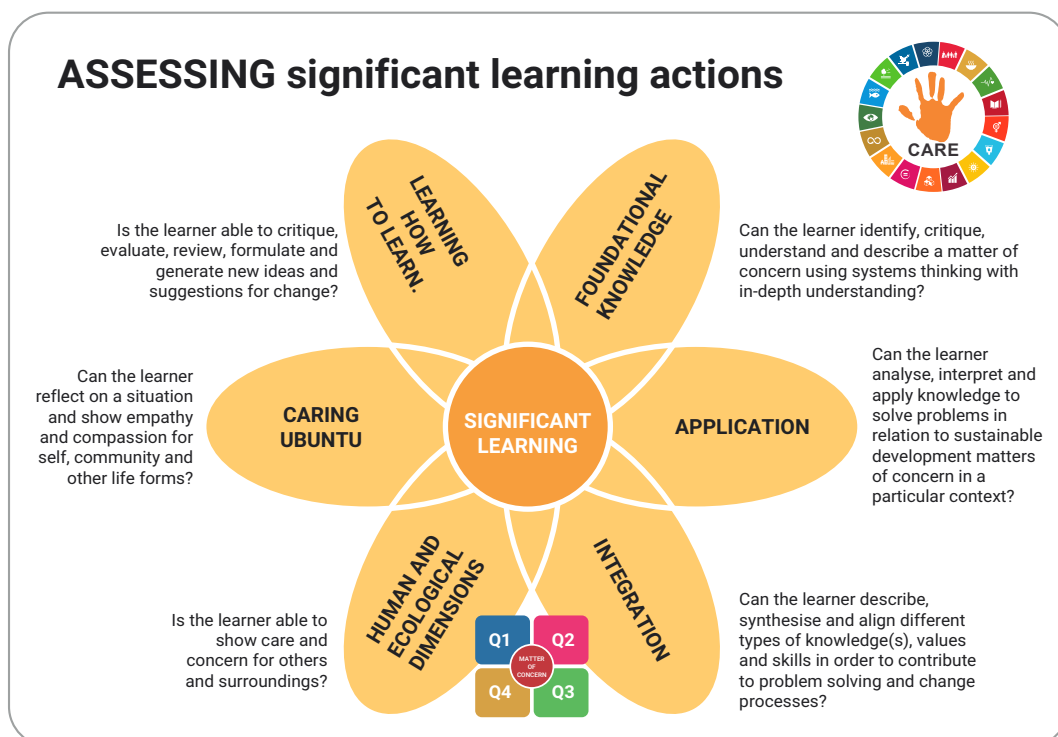 ASSESSING significant learning actions
CARE
LEARNING
HOW
TO LEARN.
Is the learner able to critique,
evaluate, review, formulate and
generate new ideas and
suggestions for change?
FOUNDATIONAL
KNOWLEDGE
Can the learner identify, critique,
understand and describe a matter of
concern using systems thinking with
in-depth understanding?
Can the learner
reflect on a situation
and show empathy
and compassion for
self, community and
other life forms?
CARING
UBUNTU
SIGNIFICANT
LEARNING
APPLICATION
Can the learner
analyse, interpret and
apply knowledge to
solve problems in
relation to sustainable
development matters
of concern in a
particular context?
Is the learner able to
show care and
concern for others
and surroundings?
HUMAN AND
ECOLOGICAL
DIMENSIONS
Q1
Q2
MATTER
OF
CONCERN
Q4
Q3
INTEGRATION
Can the learner describe,
synthesise and align different
types of knowledge(s), values
and skills in order to contribute
to problem solving and change
processes?